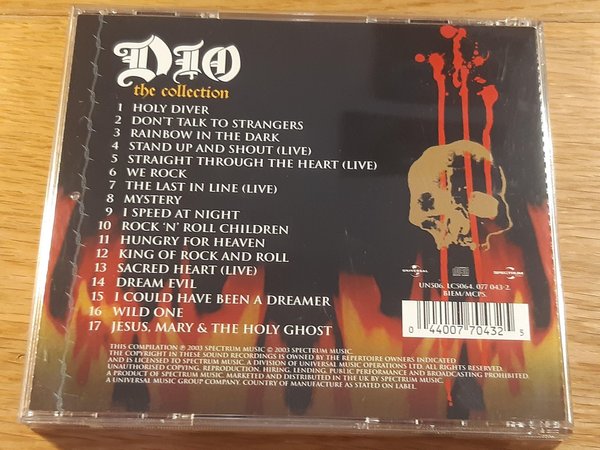 DIO
the collection
1 HOLY DIVER
2 DON'T TALK TO STRANGERS
3 RAINBOW IN THE DARK
4 STAND UP AND SHOUT (LIVE)
5 STRAIGHT THROUGH THE HEART (LIVE)
6 WE ROCK
7 THE LAST IN LINE (LIVE)
8 MYSTERY
9 I SPEED AT NIGHT
10 ROCK 'N' ROLL CHILDREN
11 HUNGRY FOR HEAVEN
12 KING OF ROCK AND ROLL
13 SACRED HEART (LIVE)
14 DREAM EVIL
15 I COULD HAVE BEEN A DREAMER
16 WILD ONE
17 JESUS, MARY & THE HOLY GHOST
UNIVERSAL
SPECTRUM
UN506. LC5064. 077 043-2.
BIEM/MCPS.
0 44007 70432 5
THIS COMPILATION ℗ 2003 SPECTRUM MUSIC © 2003 SPECTRUM MUSIC.
THE COPYRIGHT IN THESE SOUND RECORDINGS IS OWNED BY THE REPERTOIRE OWNERS INDICATED
AND IS LICENSED TO SPECTRUM MUSIC, A DIVISION OF UNIVERSAL MUSIC OPERATIONS LTD. ALL RIGHTS RESERVED.
UNAUTHORISED COPYING, REPRODUCTION, HIRING, LENDING, PUBLIC PERFORMANCE AND BROADCASTING PROHIBITED.
A PRODUCT OF SPECTRUM MUSIC. MARKETED AND DISTRIBUTED IN THE UK BY SPECTRUM MUSIC.
A UNIVERSAL MUSIC GROUP COMPANY. COUNTRY OF MANUFACTURE AS STATED ON LABEL.